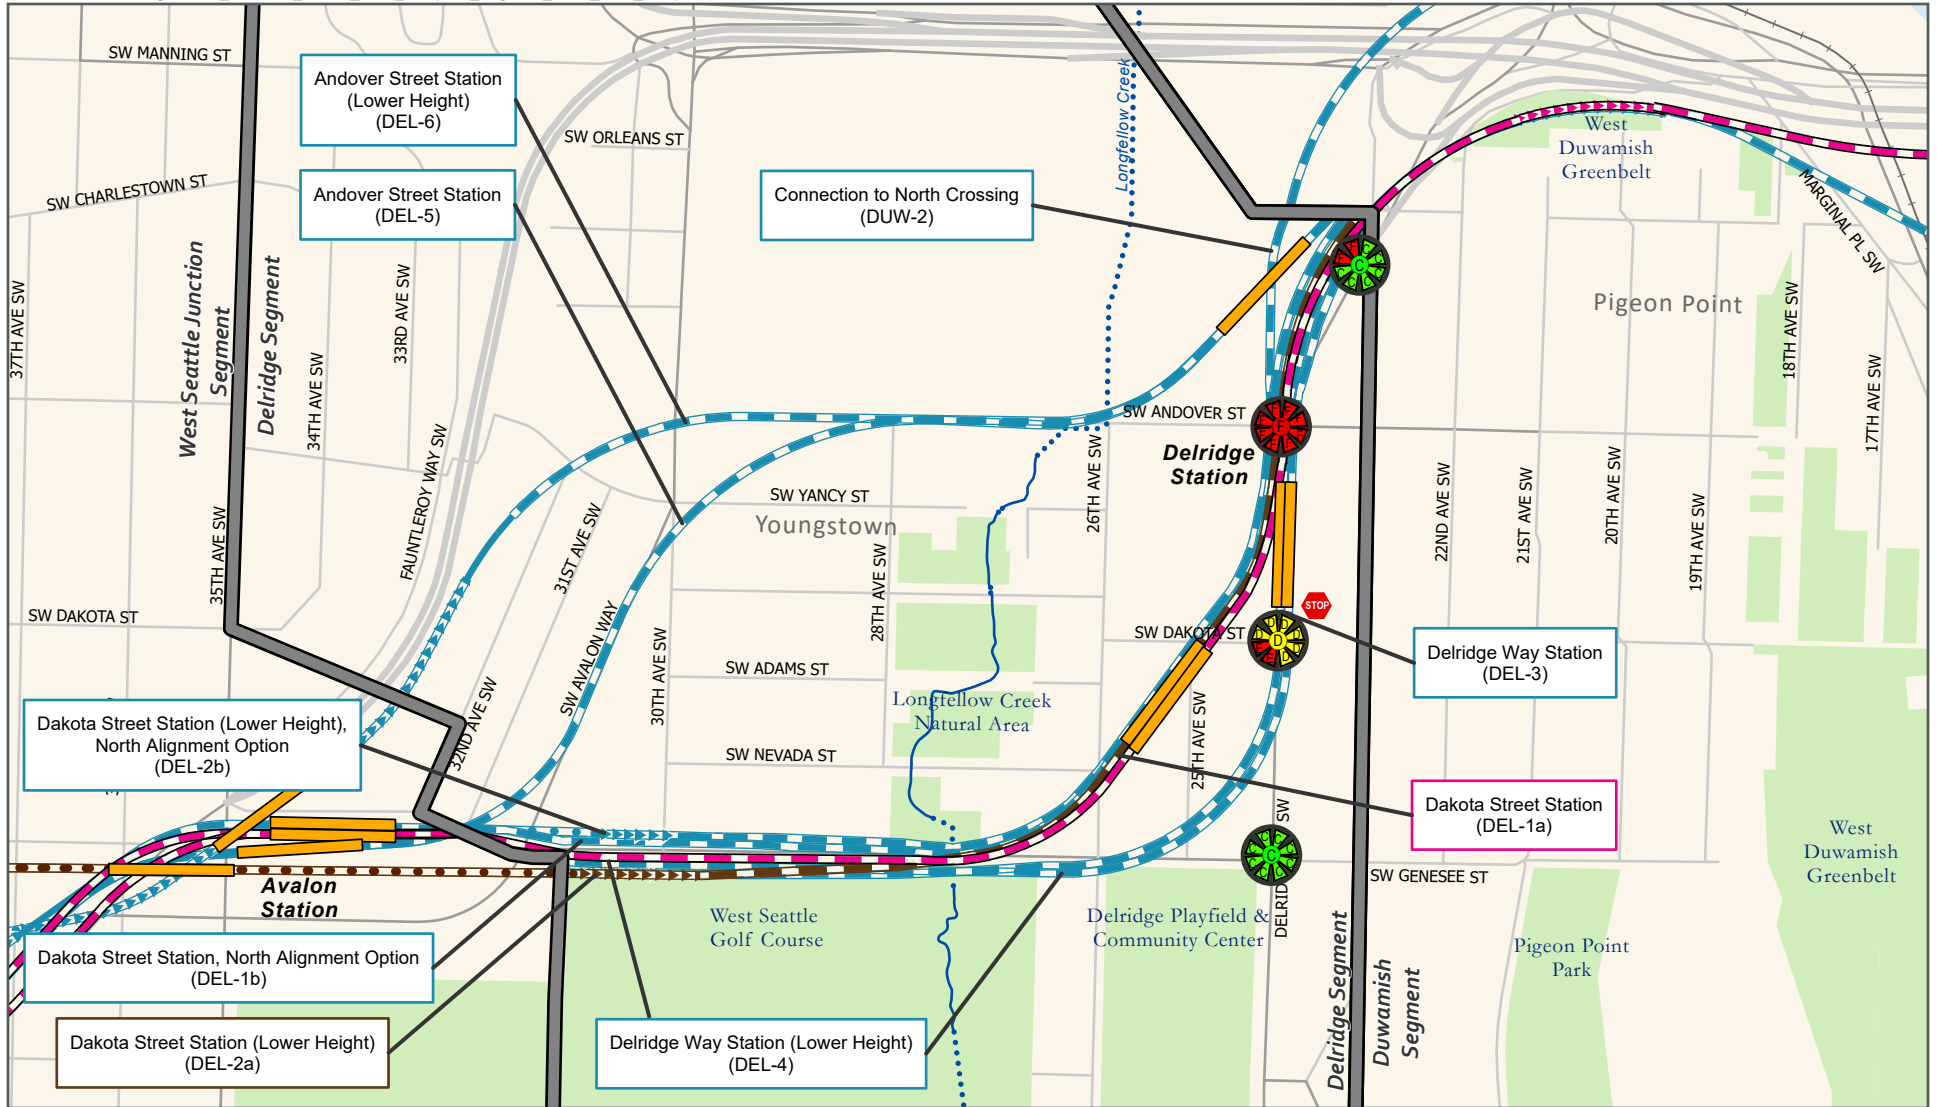 SW MANNING ST
Andover Street Station
(Lower Height)
(DEL-6)
SW ORLEANS ST
Longfellow Creek
West
Duwamish
Greenbelt
SW CHARLESTOWN ST
Andover Street Station
(DEL-5)
Connection to North Crossing
(DUW-2)
MARGINAL PL SW
West Seattle Junction
Segment
Delridge Segment
37TH AVE SW
34TH AVE SW
33RD AVE SW
C
Pigeon Point
18TH AVE SW
17TH AVE SW
SW ANDOVER ST
F
Delridge
Station
FAUNTLEROY WAY SW
35TH AVE SW
31ST AVE SW
SW YANCY ST
Youngstown
26TH AVE SW
22ND AVE SW
21ST AVE SW
20TH AVE SW
19TH AVE SW
28TH AVE SW
SW DAKOTA ST
STOP
SW AVALON WAY
30TH AVE SW
SW DAKOTA ST
D
Delridge Way Station
(DEL-3)
SW ADAMS ST
Longfellow Creek
Natural Area
25TH AVE SW
32ND AVE SW
Dakota Street Station (Lower Height),
North Alignment Option
(DEL-2b)
SW NEVADA ST
Dakota Street Station
(DEL-1a)
SW
C
DELRID
West
Duwamish
Greenbelt
SW GENESEE ST
Avalon
Station
West Seattle
Golf Course
Delridge Playfield &
Community Center
Pigeon Point
Park
Dakota Street Station, North Alignment Option
(DEL-1b)
Delridge Segment
Duwamish
Segment
Dakota Street Station (Lower Height)
(DEL-2a)
Delridge Way Station (Lower Height)
(DEL-4)